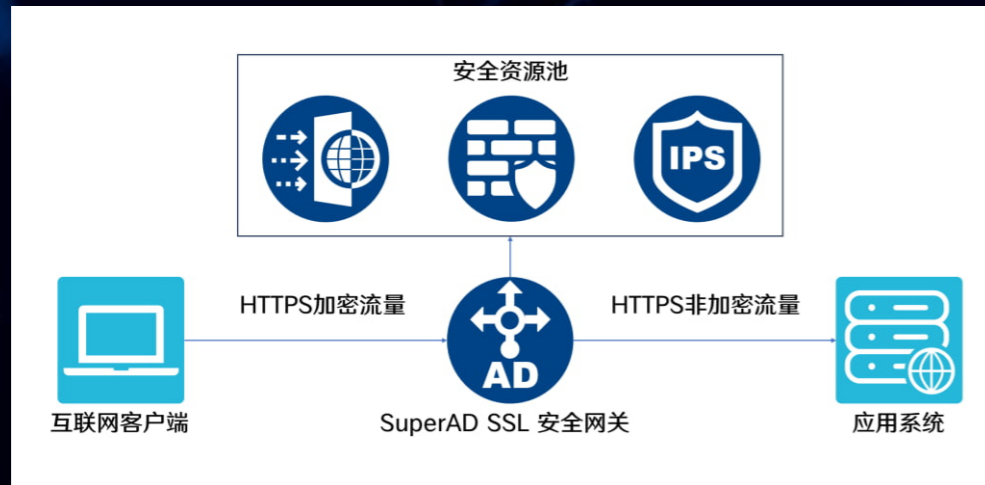 安全资源池
IPS
HTTPS加密流量
HTTPS非加密流量
AD
互联网客户端
SuperAD SSL 安全网关
应用系统